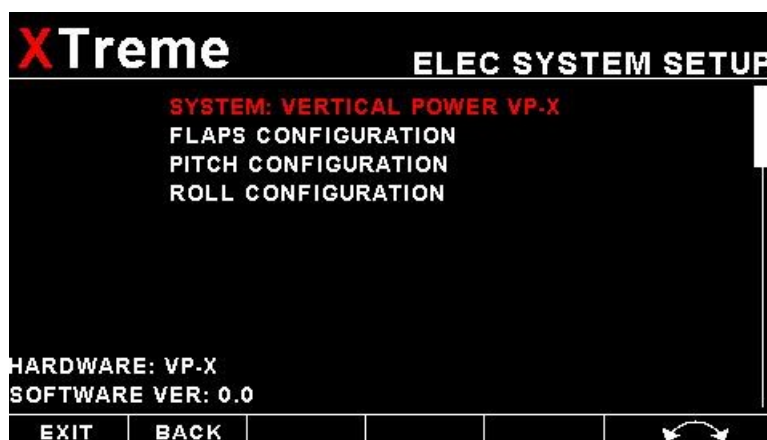 XTreme
ELEC SYSTEM SETUP
SYSTEM: VERTICAL POWER VP-X
FLAPS CONFIGURATION
PITCH CONFIGURATION
ROLL CONFIGURATION
HARDWARE: VP-X
SOFTWARE VER: 0.0
EXIT BACK